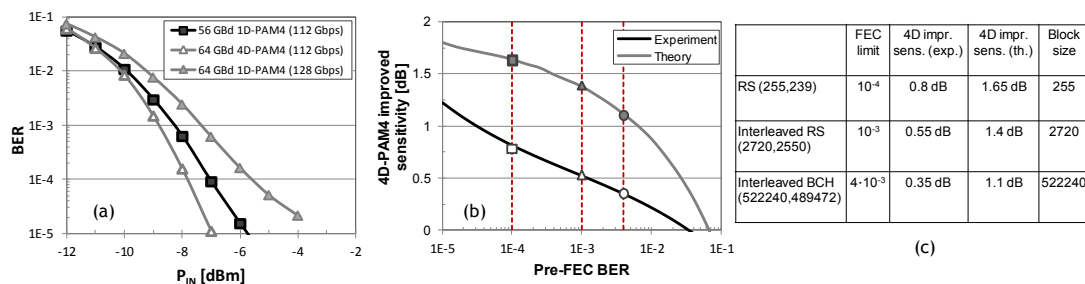 1E-1
1E-2
1E-3
1E-4
1E-5
BER
56 GBd 1D-PAM4 (112 Gbps)
64 GBd 4D-PAM4 (112 Gbps)
64 GBd 1D-PAM4 (128 Gbps)
(a)
-12 -10 -8 -6 -4 -2
P_IN [dBm]
2
1.5
1
0.5
0
4D-PAM4 improved
sensitivity [dB]
Experiment
Theory
(b)
1E-5 1E-4 1E-3 1E-2 1E-1
Pre-FEC BER
FEC limit 4D impr. sens. (exp.) 4D impr. sens. (th.) Block size
RS (255,239) 10⁻⁴ 0.8 dB 1.65 dB 255
Interleaved RS (2720,2550) 10⁻³ 0.55 dB 1.4 dB 2720
Interleaved BCH (522240,489472) 4·10⁻³ 0.35 dB 1.1 dB 522240
(c)